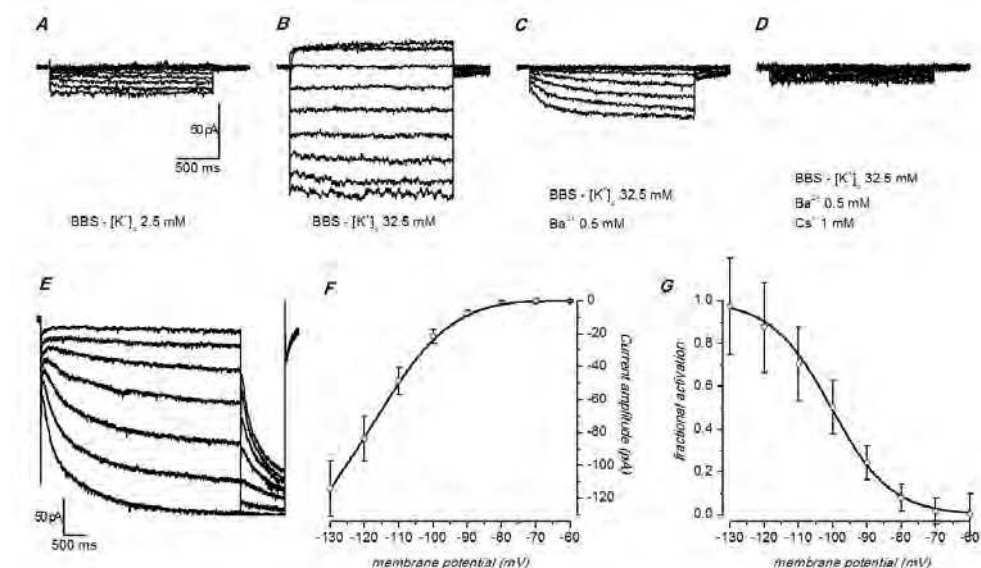 A
B
C
D
50 pA
500 ms
BBS - [K⁺]ₒ 2.5 mM
BBS - [K⁺]ₒ 32.5 mM
BBS - [K⁺]ₒ 32.5 mM
Ba²⁺ 0.5 mM
BBS - [K⁺]ₒ 32.5 mM
Ba²⁺ 0.5 mM
Cs⁺ 1 mM
E
50 pA
500 ms
F
0
-20
-40
-60
-80
-100
-120
Current amplitude (pA)
-130 -120 -110 -100 -90 -80 -70 -60
membrane potential (mV)
G
1.0
0.8
0.6
0.4
0.2
0.0
fractional activation
-130 -120 -110 -100 -90 -80 -70 -60
membrane potential (mV)